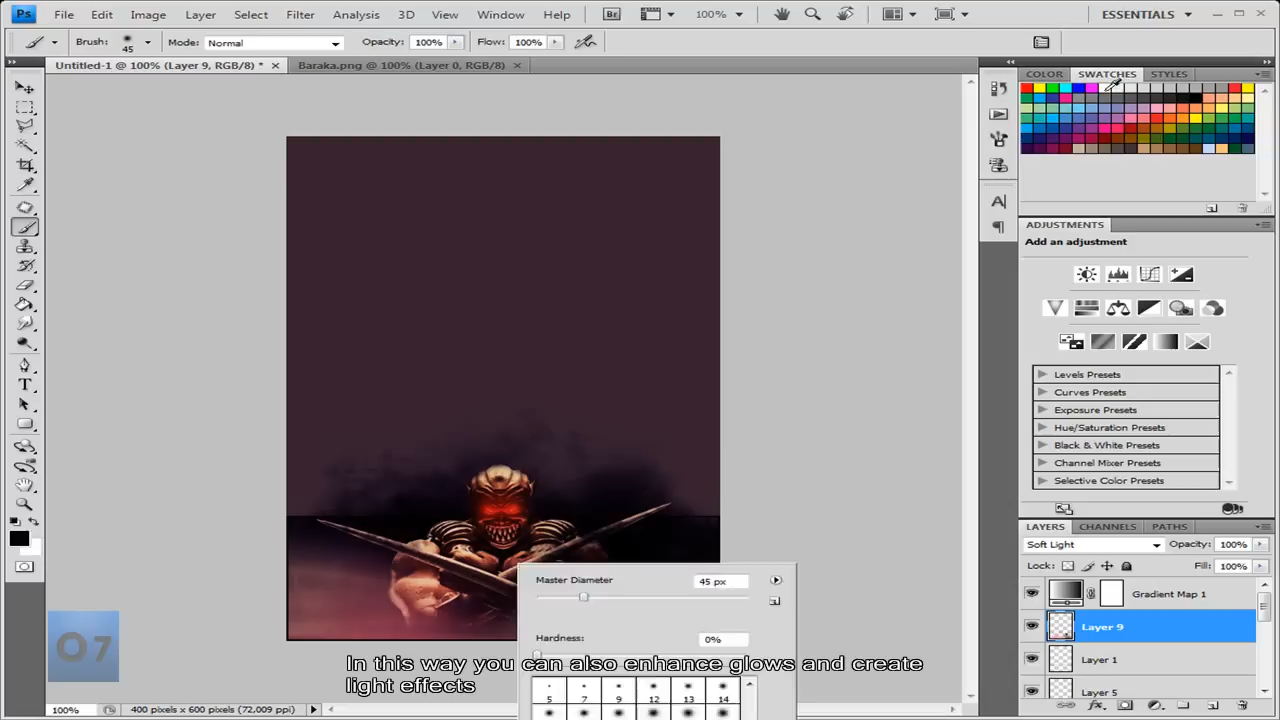 Ps File Edit Image Layer Select Filter Analysis 3D View Window Help Br 100% ESSENTIALS
Brush: 45 Mode: Normal Opacity: 100% Flow: 100%
Untitled-1 @ 100% (Layer 9, RGB/8) * Baraka.png @ 100% (Layer 0, RGB/8)
COLOR SWATCHES STYLES
ADJUSTMENTS
Add an adjustment
Levels Presets
Curves Presets
Exposure Presets
Hue/Saturation Presets
Black & White Presets
Channel Mixer Presets
Selective Color Presets
LAYERS CHANNELS PATHS
Soft Light Opacity: 100%
Lock: Fill: 100%
Gradient Map 1
Layer 9
Layer 1
Layer 5
Master Diameter 45 px
Hardness: 0%
5 7 9 12 13 14
07
In this way you can also enhance glows and create
light effects
100% 400 pixels x 600 pixels (72,009 ppi)